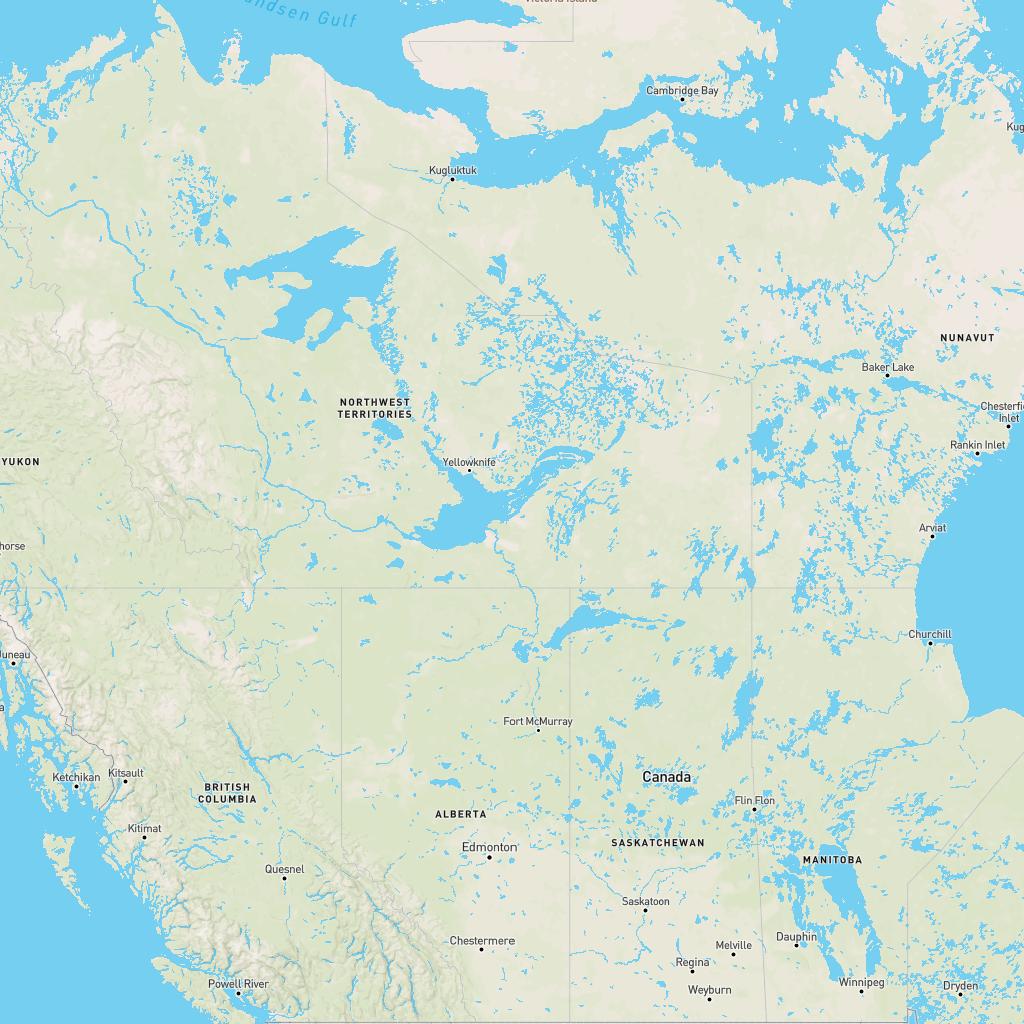 Victoria Island
Cambridge Bay
Kugluktuk
NUNAVUT
Baker Lake
NORTHWEST
TERRITORIES
Inlet
Rankin Inlet
YUKON
Yellowknife
Arviat
Churchill
Fort McMurray
Canada
Ketchikan
Kitsault
BRITISH
COLUMBIA
Flin Flon
ALBERTA
Kitimat
SASKATCHEWAN
Edmonton
MANITOBA
Quesnel
Saskatoon
Chestermere
Melville
Dauphin
Regina
Powell River
Weyburn
Winnipeg
Dryden
ndsen Gulf
Kug
Chesterfi
horse
uneau